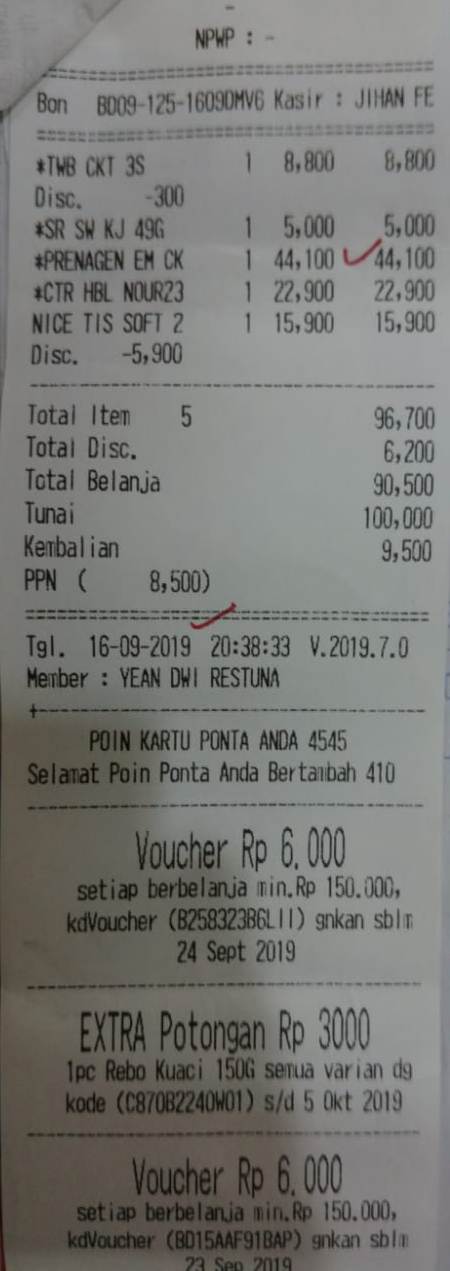 NPWP : -
Bon BD09-125-1609DMV6 Kasir : JIHAN FE
*TWB CKT 3S 1 8,800 8,800
Disc. -300
*SR SW KJ 49G 1 5,000 5,000
*PRENAGEN EM CK 1 44,100 44,100
*CTR HBL NOUR23 1 22,900 22,900
NICE TIS SOFT 2 1 15,900 15,900
Disc. -5,900
Total Item 5 96,700
Total Disc. 6,200
Total Belanja 90,500
Tunai 100,000
Kembalian 9,500
PPN ( 8,500)
Tgl. 16-09-2019 20:38:33 V.2019.7.0
Member : YEAN DWI RESTUNA
POIN KARTU PONTA ANDA 4545
Selamat Poin Ponta Anda Bertambah 410
Voucher Rp 6.000
setiap berbelanja min.Rp 150.000,
kdVoucher (B258323B6LII) gnkan sblm
24 Sept 2019
EXTRA Potongan Rp 3000
1pc Rebo Kuaci 150G semua varian dg
kode (C870B2240W01) s/d 5 Okt 2019
Voucher Rp 6.000
setiap berbelanja min.Rp 150.000,
kdVoucher (BD15AAF91BAP) gnkan sblm
23 Sep 2019